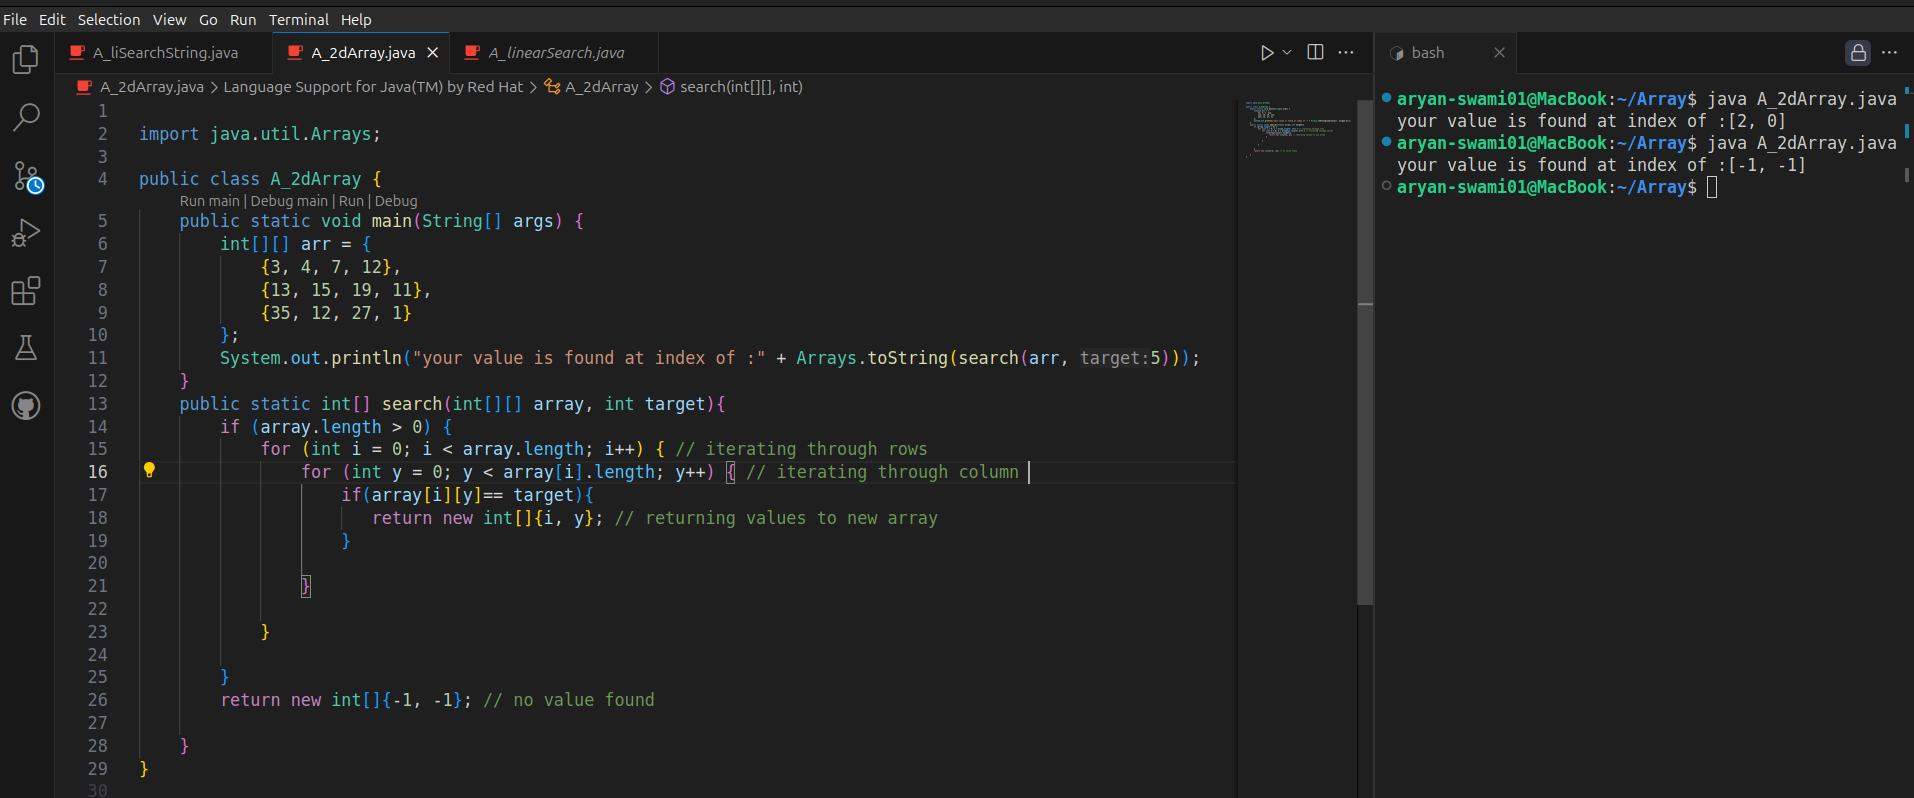 File Edit Selection View Go Run Terminal Help
A_liSearchString.java A_2dArray.java A_linearSearch.java bash
A_2dArray.java > Language Support for Java(TM) by Red Hat > A_2dArray > search(int[][], int)
1
2 import java.util.Arrays;
3
4 public class A_2dArray {
Run main | Debug main | Run | Debug
5 public static void main(String[] args) {
6 int[][] arr = {
7 {3, 4, 7, 12},
8 {13, 15, 19, 11},
9 {35, 12, 27, 1}
10 };
11 System.out.println("your value is found at index of :" + Arrays.toString(search(arr, target:5)));
12 }
13 public static int[] search(int[][] array, int target){
14 if (array.length > 0) {
15 for (int i = 0; i < array.length; i++) { // iterating through rows
16 for (int y = 0; y < array[i].length; y++) { // iterating through column
17 if(array[i][y]== target){
18 return new int[]{i, y}; // returning values to new array
19 }
20
21 }
22
23 }
24
25 }
26 return new int[]{-1, -1}; // no value found
27
28 }
29 }
30
aryan-swami01@MacBook:~/Array$ java A_2dArray.java
your value is found at index of :[2, 0]
aryan-swami01@MacBook:~/Array$ java A_2dArray.java
your value is found at index of :[-1, -1]
aryan-swami01@MacBook:~/Array$